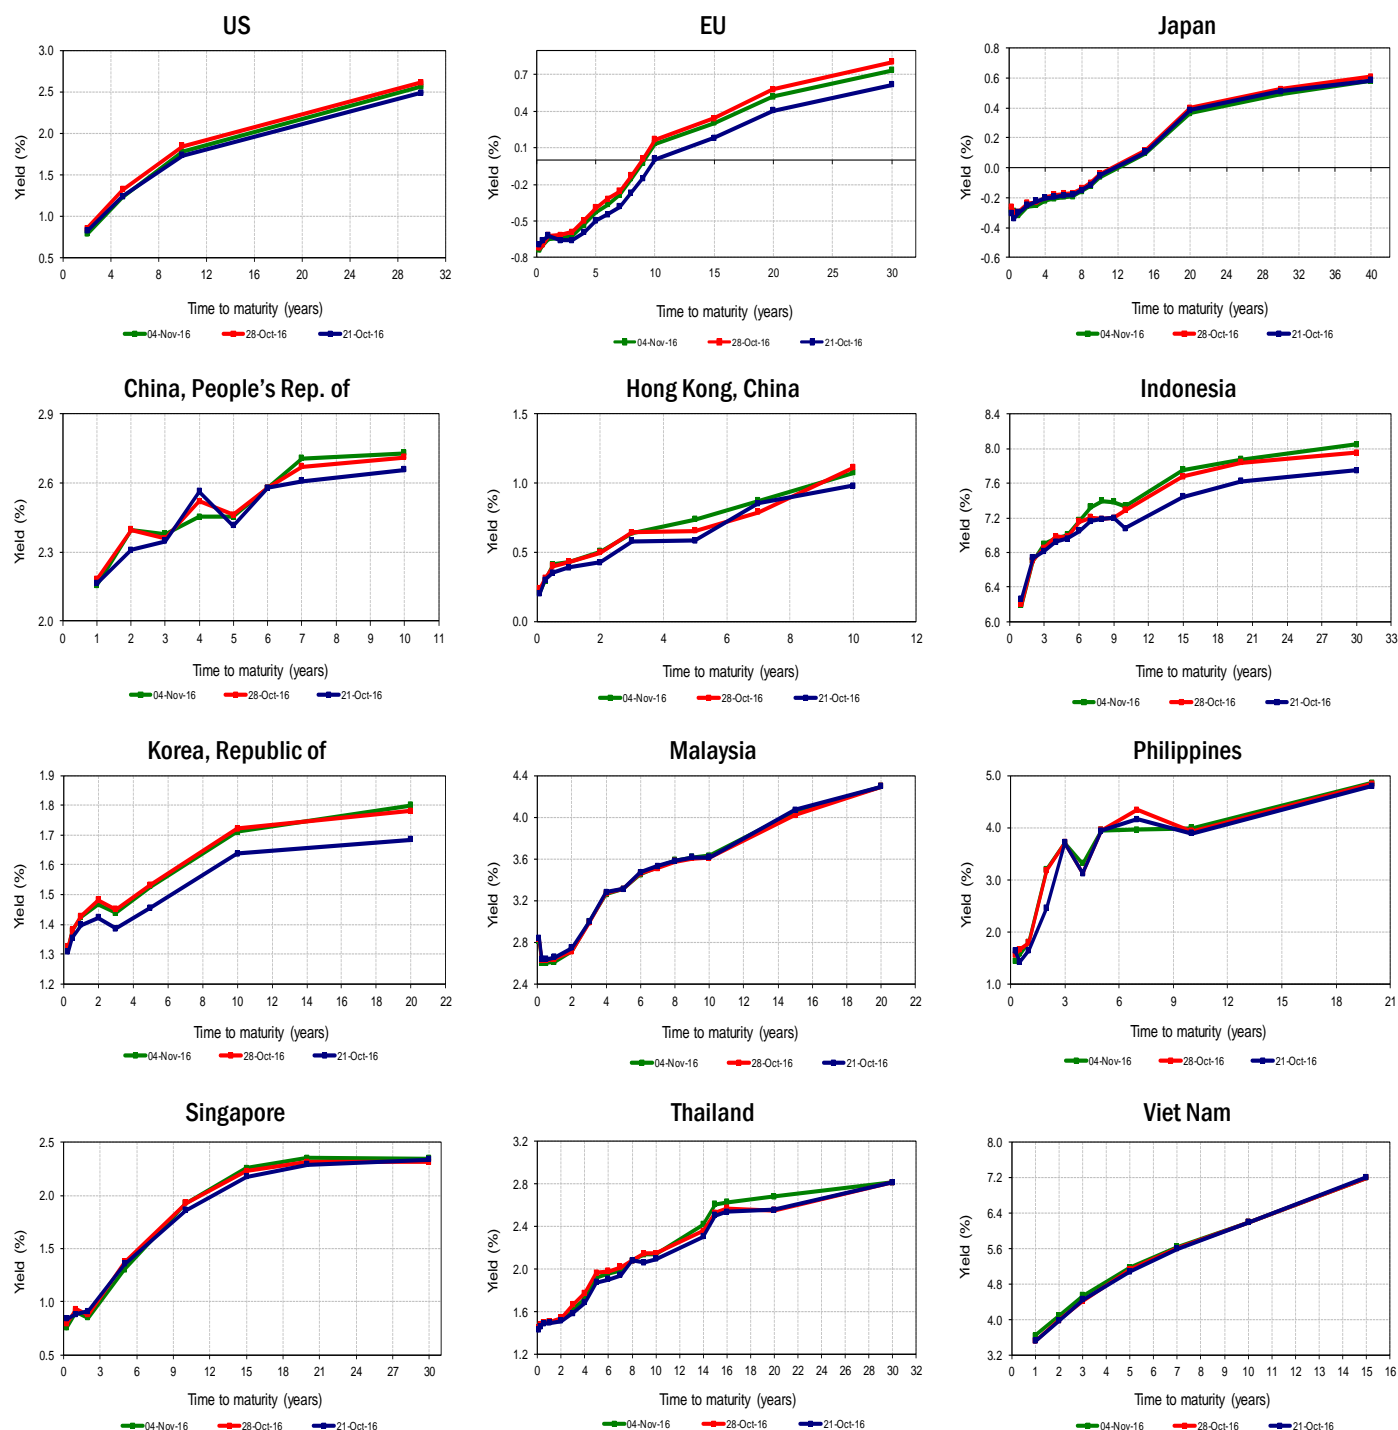 US
EU
Japan
Yield (%)
3.0
2.5
2.0
1.5
1.0
0.5
0 4 8 12 16 20 24 28 32
Time to maturity (years)
04-Nov-16 28-Oct-16 21-Oct-16
Yield (%)
0.7
0.4
0.1
-0.2
-0.5
-0.8
0 5 10 15 20 25 30
Time to maturity (years)
04-Nov-16 28-Oct-16 21-Oct-16
Yield (%)
0.8
0.6
0.4
0.2
0.0
-0.2
-0.4
-0.6
0 4 8 12 16 20 24 28 32 36 40
Time to maturity (years)
04-Nov-16 28-Oct-16 21-Oct-16
China, People's Rep. of
Hong Kong, China
Indonesia
Yield (%)
2.9
2.6
2.3
2.0
0 1 2 3 4 5 6 7 8 9 10 11
Time to maturity (years)
04-Nov-16 28-Oct-16 21-Oct-16
Yield (%)
1.5
1.0
0.5
0.0
0 2 4 6 8 10 12
Time to maturity (years)
04-Nov-16 28-Oct-16 21-Oct-16
Yield (%)
8.4
8.0
7.6
7.2
6.8
6.4
6.0
0 3 6 9 12 15 18 21 24 27 30 33
Time to maturity (years)
04-Nov-16 28-Oct-16 21-Oct-16
Korea, Republic of
Malaysia
Philippines
Yield (%)
1.9
1.8
1.7
1.6
1.5
1.4
1.3
1.2
0 2 4 6 8 10 12 14 16 18 20 22
Time to maturity (years)
04-Nov-16 28-Oct-16 21-Oct-16
Yield (%)
4.4
4.0
3.6
3.2
2.8
2.4
0 2 4 6 8 10 12 14 16 18 20 22
Time to maturity (years)
04-Nov-16 28-Oct-16 21-Oct-16
Yield (%)
5.0
4.0
3.0
2.0
1.0
0 3 6 9 12 15 18 21
Time to maturity (years)
04-Nov-16 28-Oct-16 21-Oct-16
Singapore
Thailand
Viet Nam
Yield (%)
2.5
2.0
1.5
1.0
0.5
0 3 6 9 12 15 18 21 24 27 30
Time to maturity (years)
04-Nov-16 28-Oct-16 21-Oct-16
Yield (%)
3.2
2.8
2.4
2.0
1.6
1.2
0 2 4 6 8 10 12 14 16 18 20 22 24 26 28 30 32
Time to maturity (years)
04-Nov-16 28-Oct-16 21-Oct-16
Yield (%)
8.0
7.2
6.4
5.6
4.8
4.0
3.2
0 1 2 3 4 5 6 7 8 9 10 11 12 13 14 15 16
Time to maturity (years)
04-Nov-16 28-Oct-16 21-Oct-16